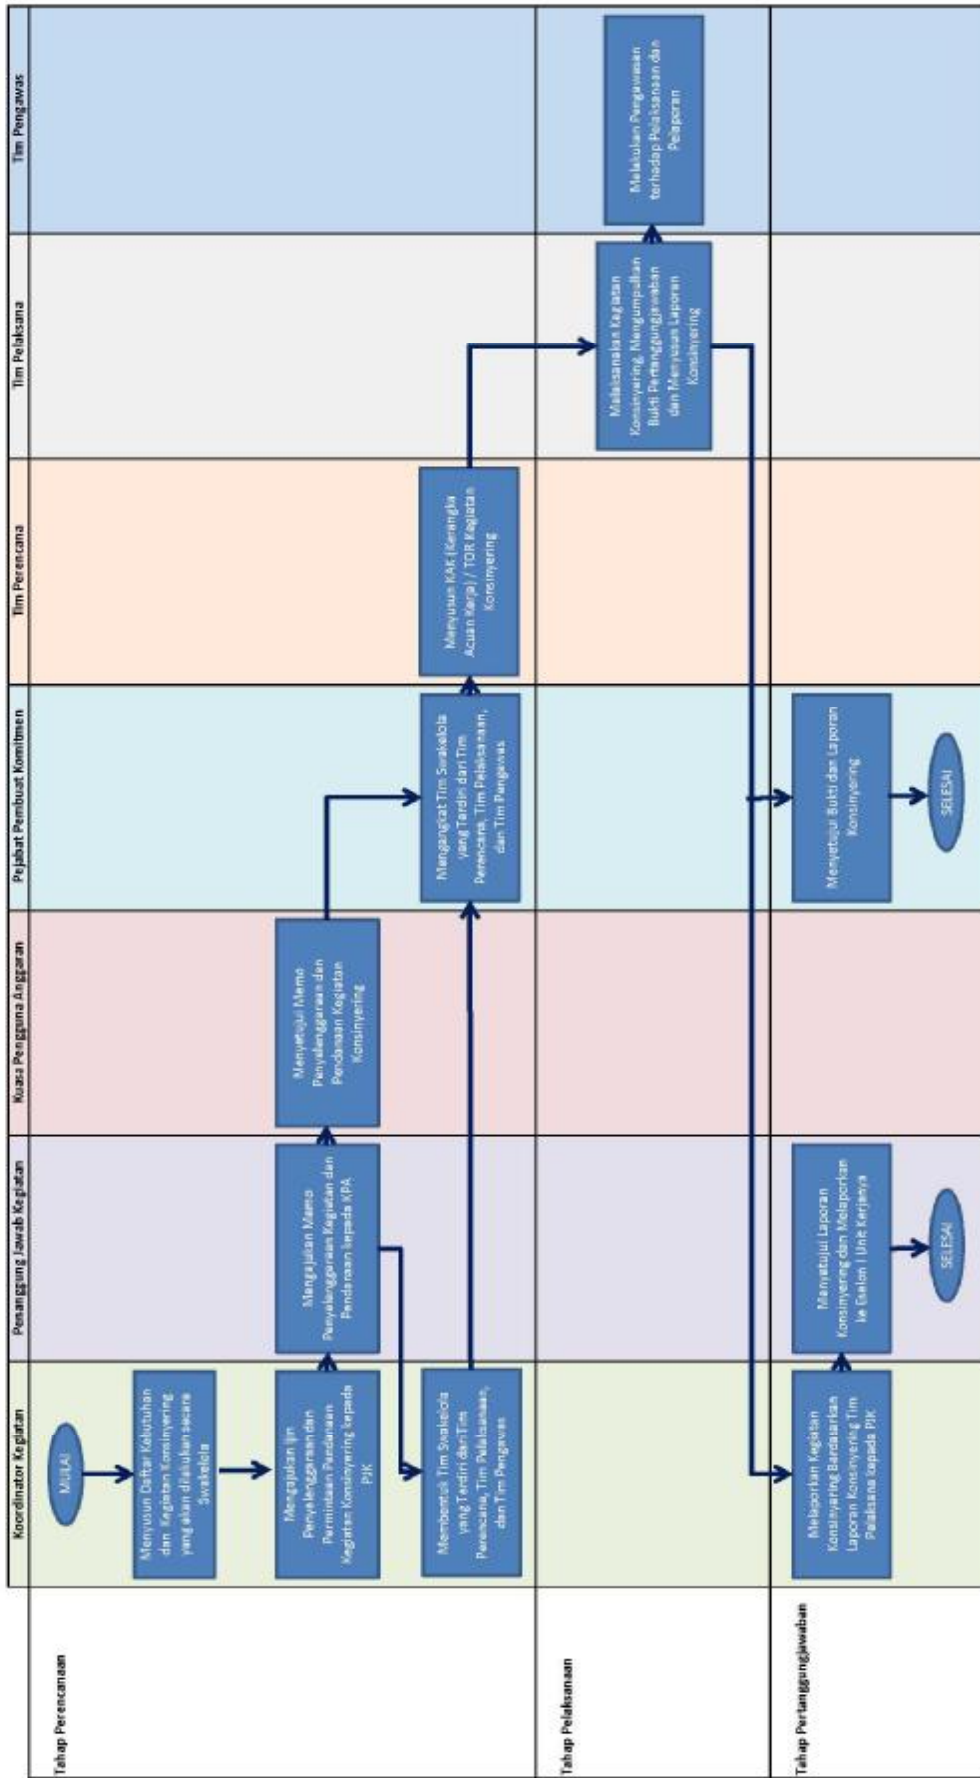 Koordinator Kegiatan
Penanggung Jawab Kegiatan
Kuasa Pengguna Anggaran
Pejabat Pembuat Komitmen
Tim Perencana
Tim Pelaksana
Tim Pengawas
Tahap Perencanaan
MULAI
Menyusun Daftar Kebutuhan
dan Kegiatan Konsinyering
yang akan dilakukan secara
Swakelola
Mengajukan Ijin
Penyelenggaraan dan
Permintaan Pendanaan
Kegiatan Konsinyering kepada
PJK
Mengajukan Memo
Penyelenggaraan Kegiatan dan
Pendanaan kepada KPA
Menyetujui Memo
Penyelenggaraan dan
Pendanaan Kegiatan
Konsinyering
Membentuk Tim Swakelola
yang Terdiri dari Tim
Perencana, Tim Pelaksanaan,
dan Tim Pengawas
Mengangkat Tim Swakelola
yang Terdiri dari Tim
Perencana, Tim Pelaksanaan,
dan Tim Pengawas
Menyusun KAK (Kerangka
Acuan Kerja) / TOR Kegiatan
Konsinyering
Tahap Pelaksanaan
Melaksanakan Kegiatan
Konsinyering, Mengumpulkan
Bukti Pertanggungjawaban
dan Menyusun Laporan
Konsinyering
Melakukan Pengawasan
terhadap Pelaksanaan dan
Pelaporan
Tahap Pertanggungjawaban
Melaporkan Kegiatan
Konsinyering Berdasarkan
Laporan Konsinyering Tim
Pelaksana kepada PJK
Menyetujui Laporan
Konsinyering dan Melaporkan
ke Eselon I Unit Kerjanya
Menyetujui Bukti dan Laporan
Konsinyering
SELESAI
SELESAI